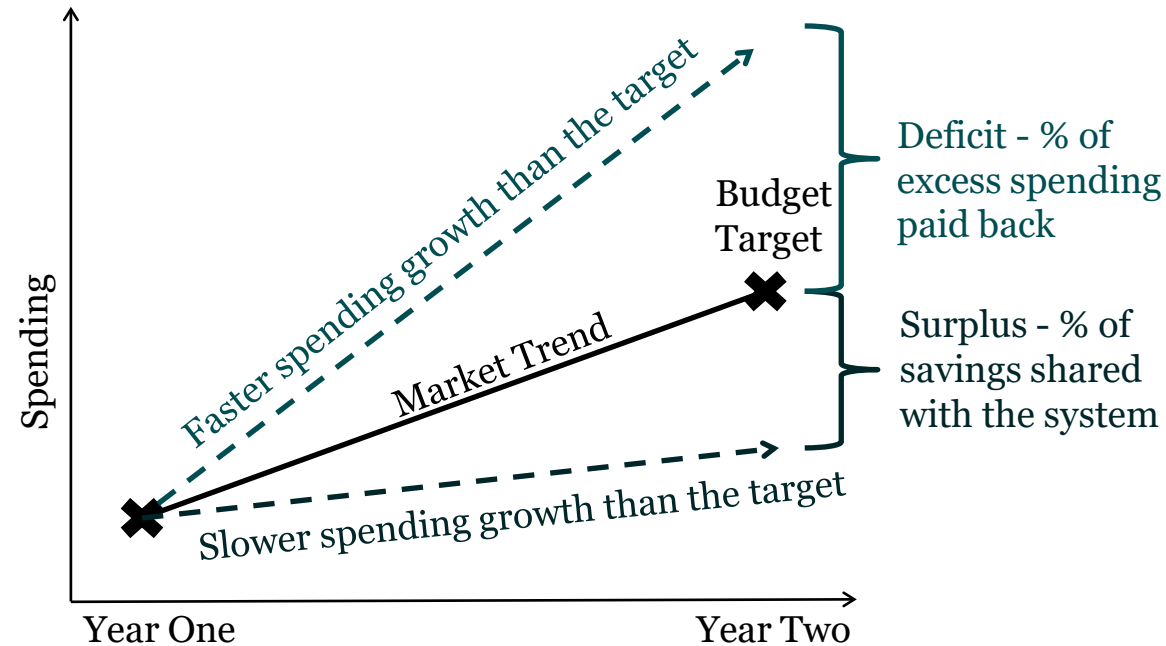 Spending
Faster spending growth than the target
Market Trend
Slower spending growth than the target
Budget
Target
Deficit - % of
excess spending
paid back
Surplus - % of
savings shared
with the system
Year One
Year Two